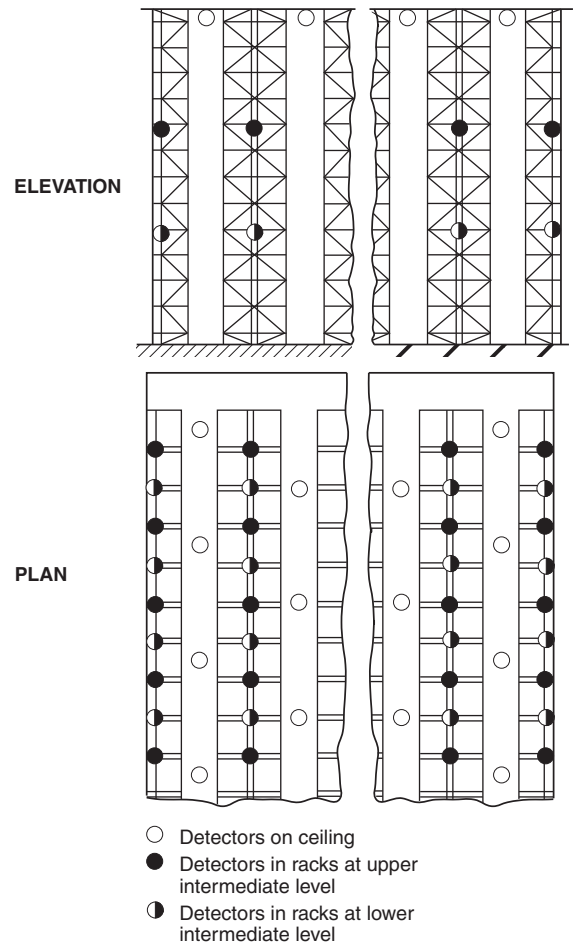 ELEVATION
PLAN
Detectors on ceiling
Detectors in racks at upper
intermediate level
Detectors in racks at lower
intermediate level